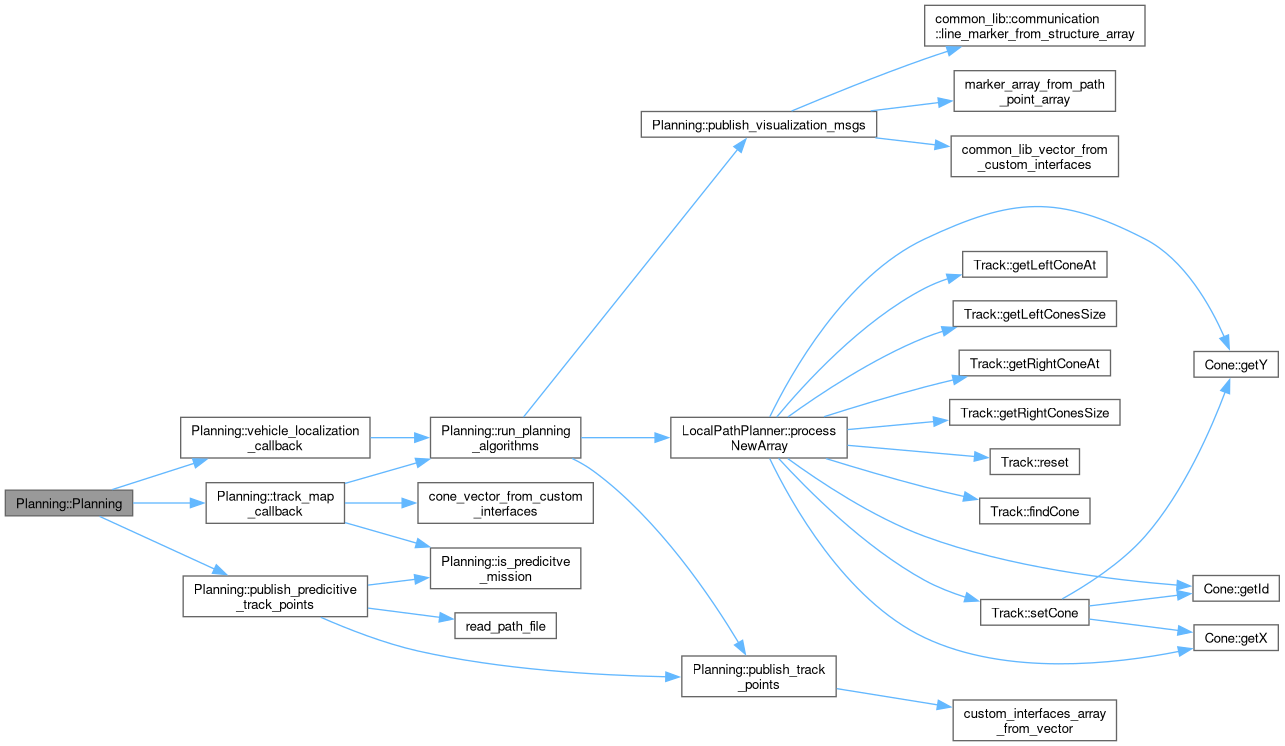 common_lib::communication
::line_marker_from_structure_array
marker_array_from_path
_point_array
Planning::publish_visualization_msgs
common_lib_vector_from
_custom_interfaces
Track::getLeftConeAt
Track::getLeftConesSize
Cone::getY
Track::getRightConeAt
Track::getRightConesSize
Planning::vehicle_localization
_callback
Planning::run_planning
_algorithms
LocalPathPlanner::process
NewArray
Track::reset
Planning::Planning
Planning::track_map
_callback
cone_vector_from_custom
_interfaces
Track::findCone
Planning::is_predicitve
_mission
Planning::publish_predicitive
_track_points
Cone::getId
Track::setCone
read_path_file
Cone::getX
Planning::publish_track
_points
custom_interfaces_array
_from_vector